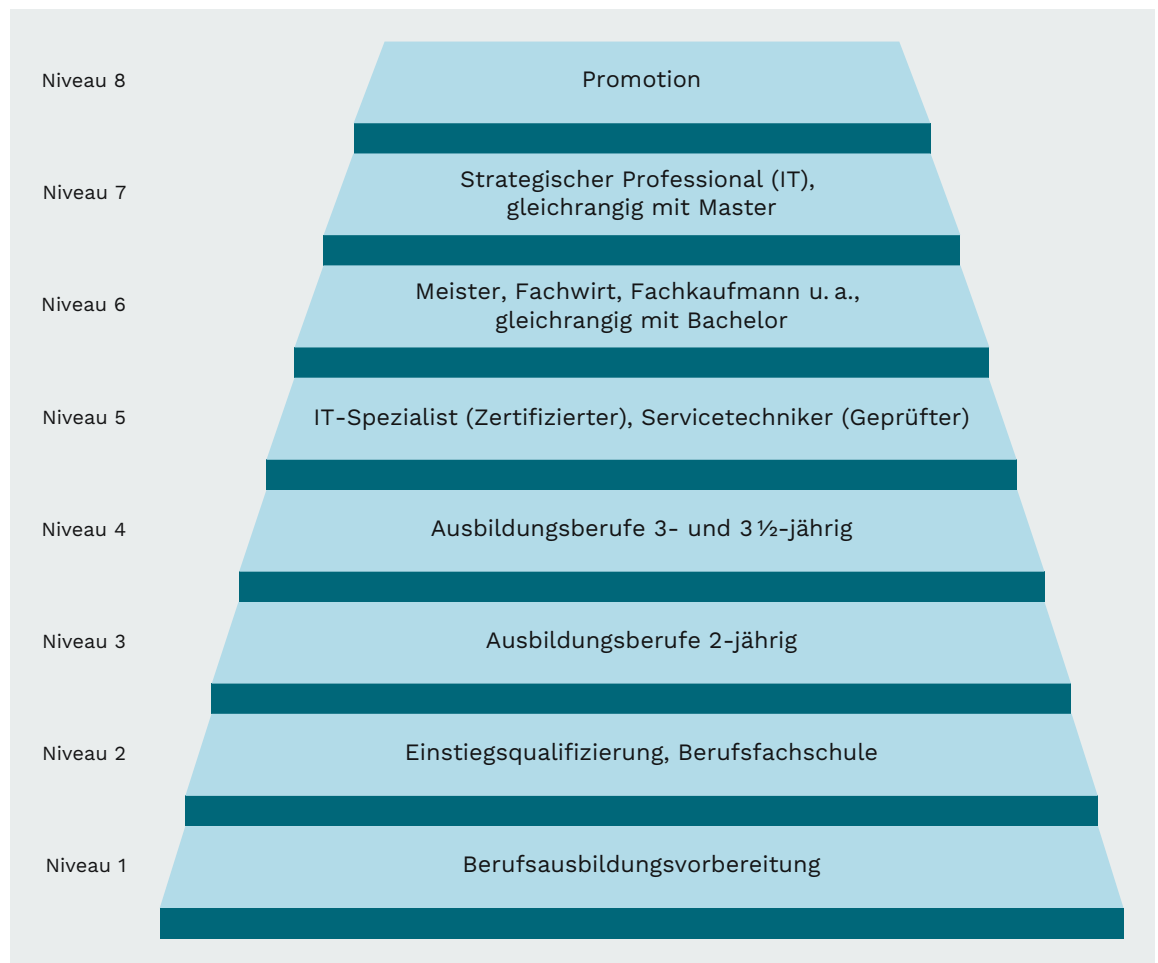 Niveau 8
Promotion
Niveau 7
Strategischer Professional (IT),
gleichrangig mit Master
Niveau 6
Meister, Fachwirt, Fachkaufmann u. a.,
gleichrangig mit Bachelor
Niveau 5
IT-Spezialist (Zertifizierter), Servicetechniker (Geprüfter)
Niveau 4
Ausbildungsberufe 3- und 3 ½-jährig
Niveau 3
Ausbildungsberufe 2-jährig
Niveau 2
Einstiegsqualifizierung, Berufsfachschule
Niveau 1
Berufsausbildungsvorbereitung